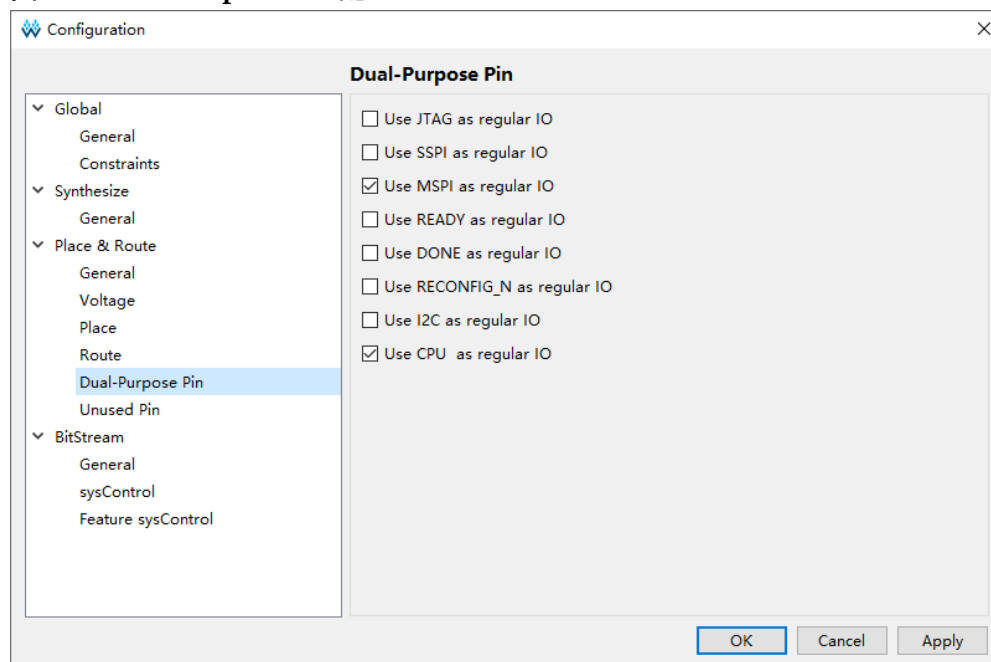 Configuration
Dual-Purpose Pin
Global
General
Constraints
Synthesize
General
Place & Route
General
Voltage
Place
Route
Dual-Purpose Pin
Unused Pin
BitStream
General
sysControl
Feature sysControl
Use JTAG as regular IO
Use SSPI as regular IO
Use MSPI as regular IO
Use READY as regular IO
Use DONE as regular IO
Use RECONFIG_N as regular IO
Use I2C as regular IO
Use CPU as regular IO
OK
Cancel
Apply